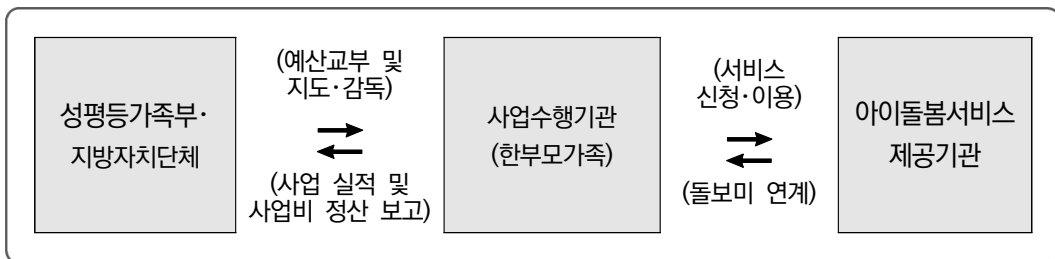 성평등가족부·
지방자치단체
(예산교부 및
지도·감독)
(사업 실적 및
사업비 정산 보고)
사업수행기관
(한부모가족)
(서비스
신청·이용)
(돌보미 연계)
아이돌봄서비스
제공기관